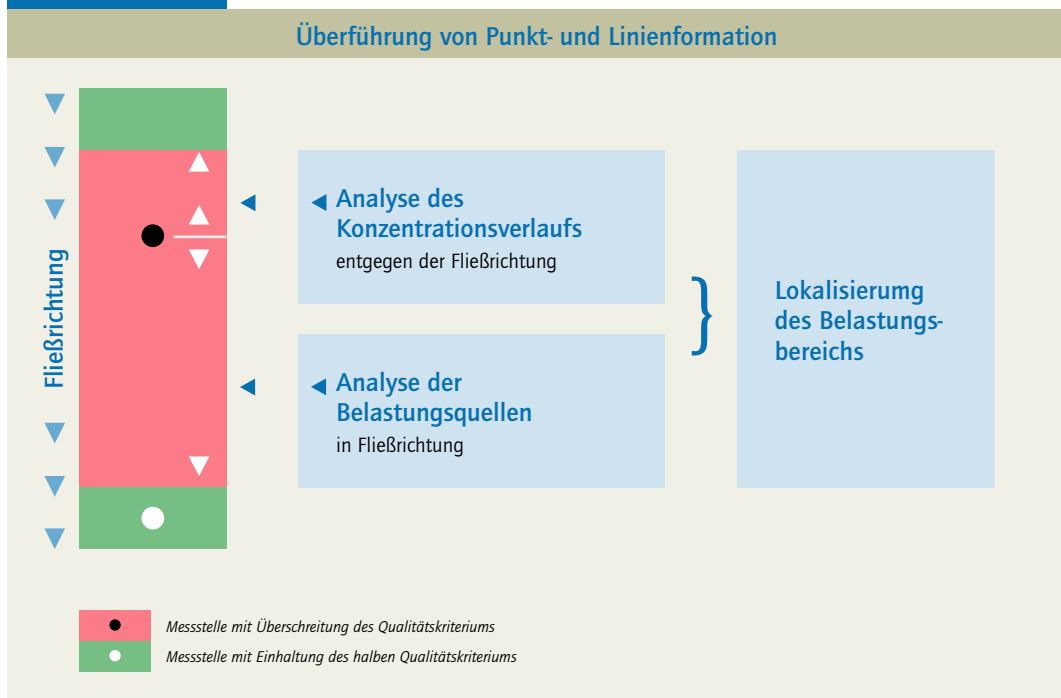 Überführung von Punkt- und Linienformation
Fließrichtung
Analyse des
Konzentrationsverlaufs
entgegen der Fließrichtung
Analyse der
Belastungsquellen
in Fließrichtung
}
Lokalisierumg
des Belastungs-
bereichs
Messstelle mit Überschreitung des Qualitätskriteriums
Messstelle mit Einhaltung des halben Qualitätskriteriums